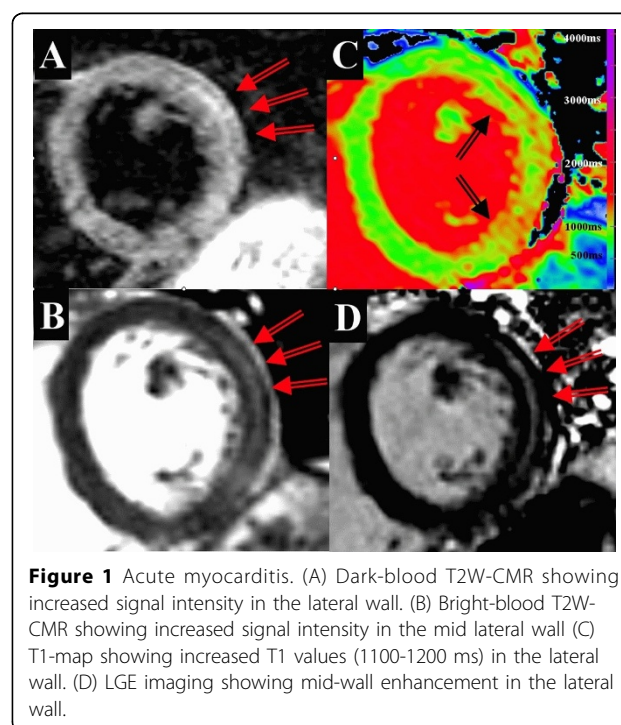 A
C
4000ms
3000ms
2000ms
1000ms
500ms
B
D
Figure 1 Acute myocarditis. (A) Dark-blood T2W-CMR showing
increased signal intensity in the lateral wall. (B) Bright-blood T2W-
CMR showing increased signal intensity in the mid lateral wall (C)
T1-map showing increased T1 values (1100-1200 ms) in the lateral
wall. (D) LGE imaging showing mid-wall enhancement in the lateral
wall.